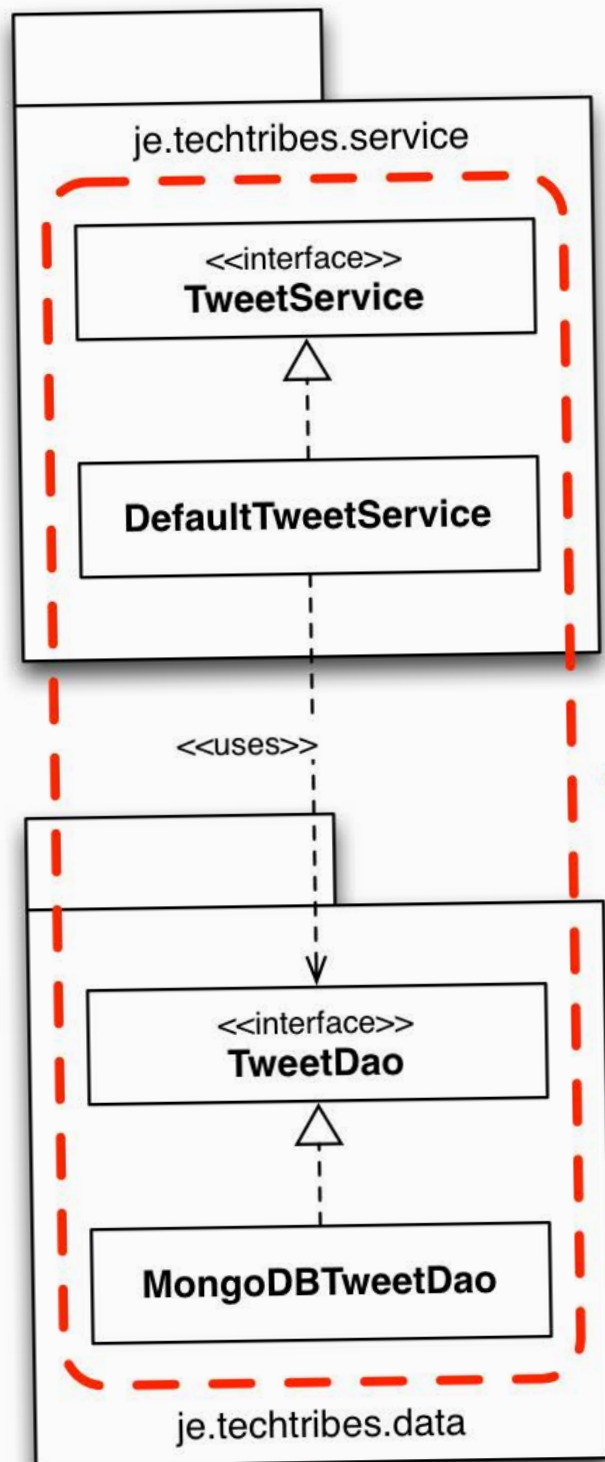 je.techtribes.service
<<interface>>
TweetService
DefaultTweetService
<<uses>>
<<interface>>
TweetDao
MongoDBTweetDao
je.techtribes.data